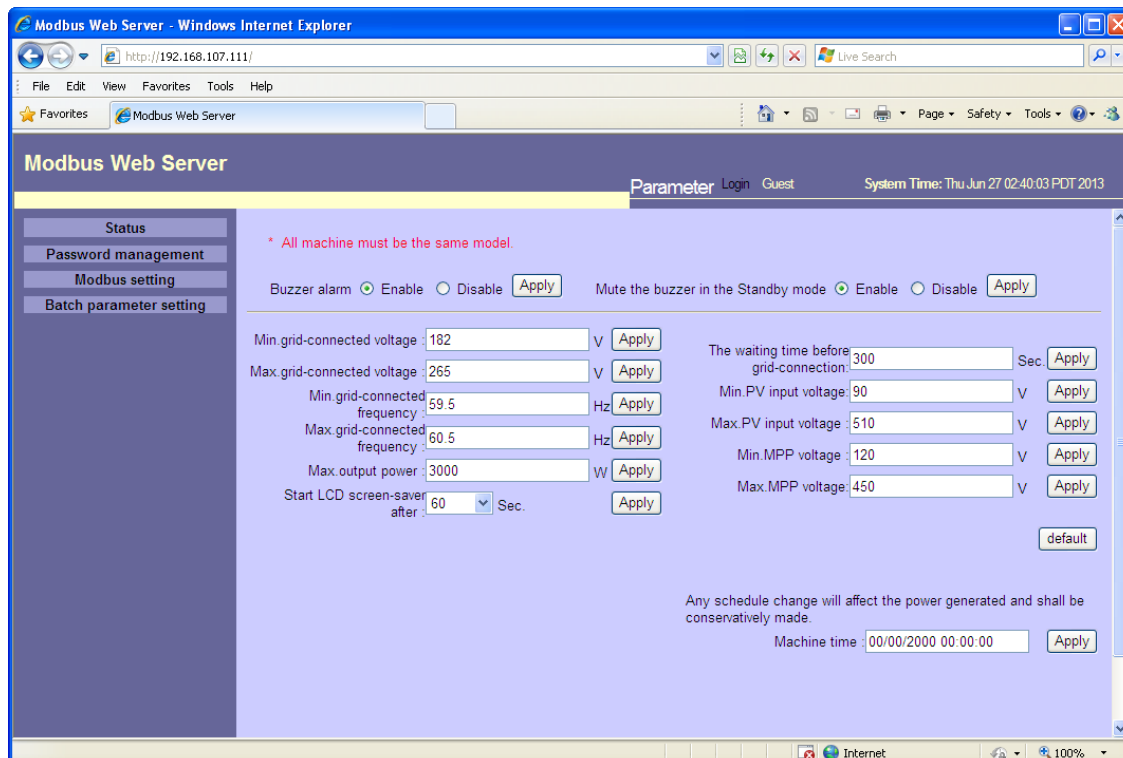 Modbus Web Server - Windows Internet Explorer
http://192.168.107.111/
Live Search
File Edit View Favorites Tools Help
Favorites
Modbus Web Server
Page Safety Tools
Modbus Web Server
Parameter Login Guest System Time: Thu Jun 27 02:40:03 PDT 2013
Status
Password management
Modbus setting
Batch parameter setting
* All machine must be the same model.
Buzzer alarm Enable Disable Apply Mute the buzzer in the Standby mode Enable Disable Apply
Min.grid-connected voltage : 182 V Apply
Max.grid-connected voltage : 265 V Apply
Min.grid-connected
frequency : 59.5 Hz Apply
Max.grid-connected
frequency : 60.5 Hz Apply
Max.output power : 3000 W Apply
Start LCD screen-saver
after : 60 Sec. Apply
The waiting time before
grid-connection: 300 Sec. Apply
Min.PV input voltage: 90 V Apply
Max.PV input voltage : 510 V Apply
Min.MPP voltage : 120 V Apply
Max.MPP voltage: 450 V Apply
default
Any schedule change will affect the power generated and shall be
conservatively made.
Machine time : 00/00/2000 00:00:00 Apply
Internet 100%